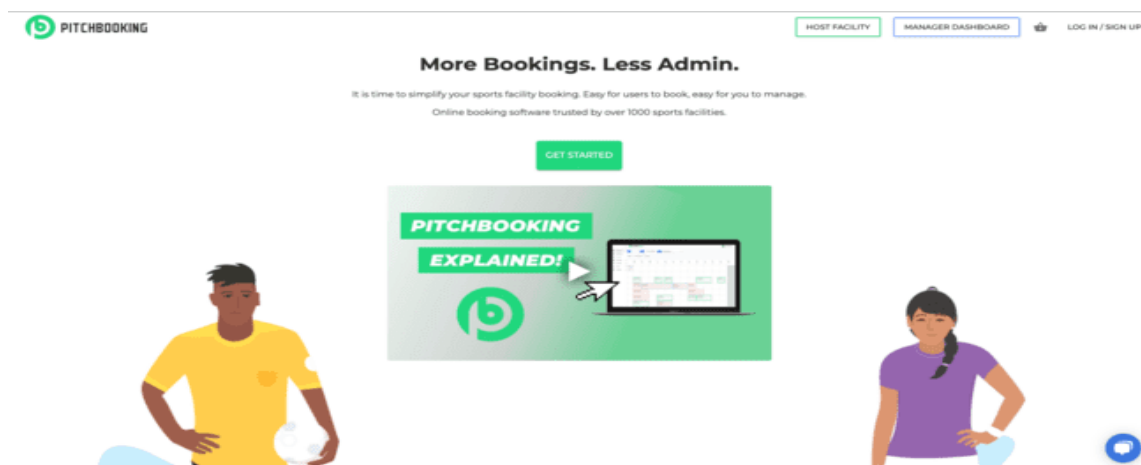 PITCHBOOKING
HOST FACILITY
MANAGER DASHBOARD
LOG IN / SIGN UP
More Bookings. Less Admin.
It is time to simplify your sports facility booking. Easy for users to book, easy for you to manage.
Online booking software trusted by over 1000 sports facilities.
GET STARTED
PITCHBOOKING
EXPLAINED!